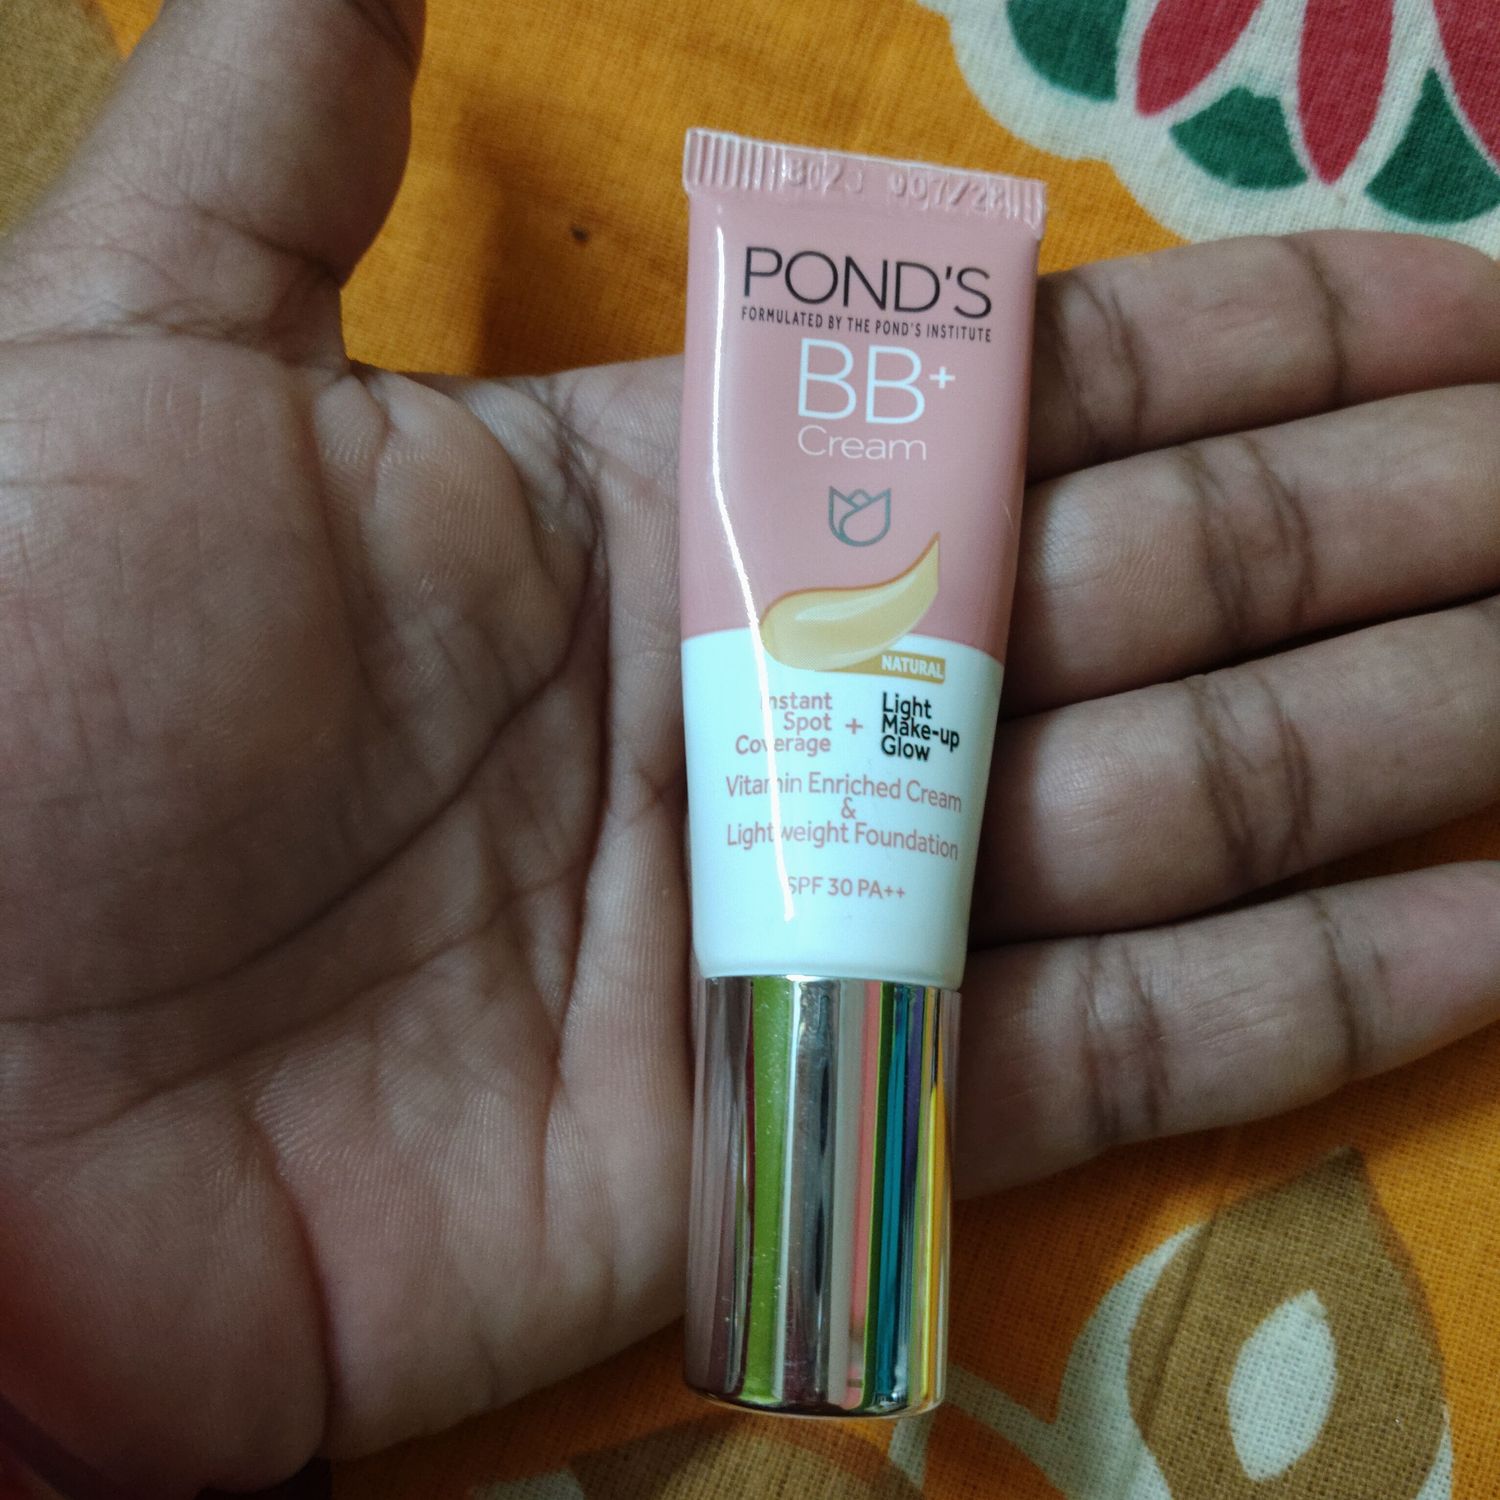 POND'S
FORMULATED BY THE POND'S INSTITUTE
BB+
Cream
NATURAL
Instant Spot Coverage
+
Light Make-up Glow
Vitamin Enriched Cream
&
Lightweight Foundation
SPF 30 PA++